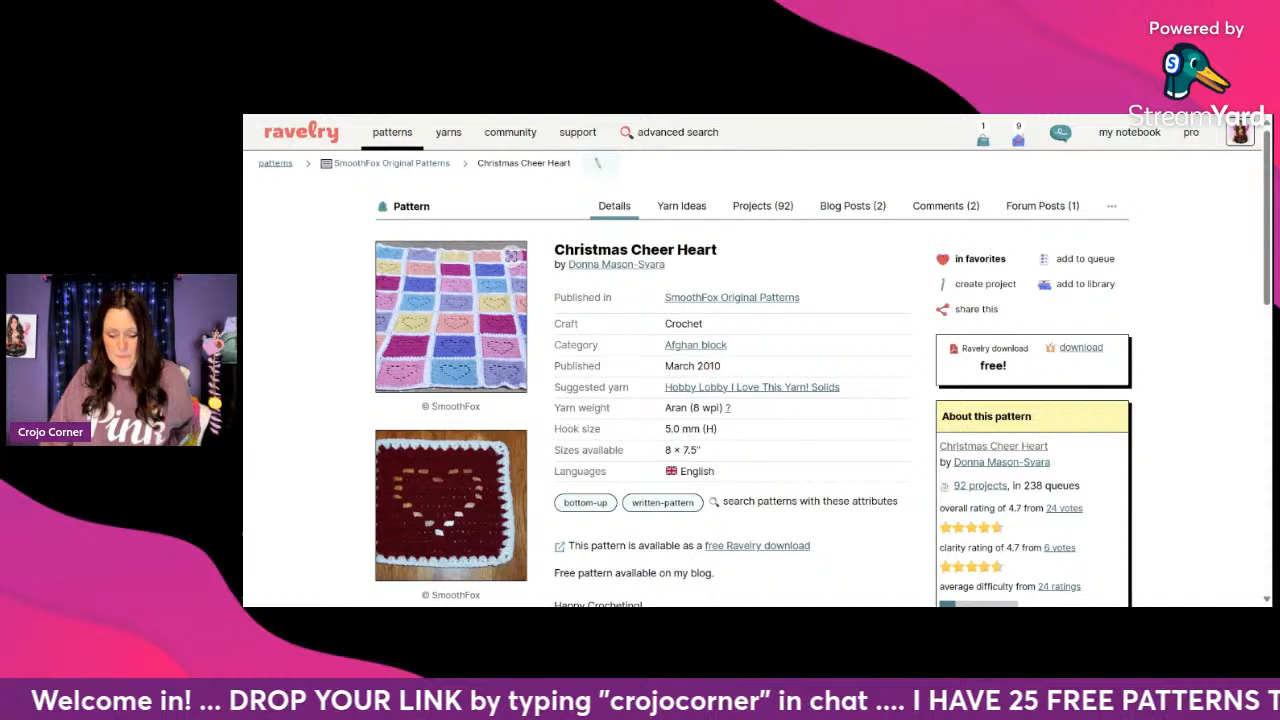 Powered by
StreamYard
ravelry
patterns yarns community support advanced search 1 9 my notebook pro
patterns > SmoothFox Original Patterns > Christmas Cheer Heart
Pattern Details Yarn Ideas Projects (92) Blog Posts (2) Comments (2) Forum Posts (1) ...
Christmas Cheer Heart
by Donna Mason-Svara
Published in SmoothFox Original Patterns
Craft Crochet
Category Afghan block
Published March 2010
Suggested yarn Hobby Lobby I Love This Yarn! Solids
Yarn weight Aran (8 wpi) ?
Hook size 5.0 mm (H)
Sizes available 8 × 7.5"
Languages English
bottom-up written-pattern search patterns with these attributes
This pattern is available as a free Ravelry download
Free pattern available on my blog.
Happy Crocheting!
© SmoothFox
© SmoothFox
in favorites add to queue
create project add to library
share this
Ravelry download download
free!
About this pattern
Christmas Cheer Heart
by Donna Mason-Svara
92 projects, in 238 queues
overall rating of 4.7 from 24 votes
clarity rating of 4.7 from 6 votes
average difficulty from 24 ratings
Pink
Crojo Corner
Welcome in! ... DROP YOUR LINK by typing "crojocorner" in chat .... I HAVE 25 FREE PATTERNS T